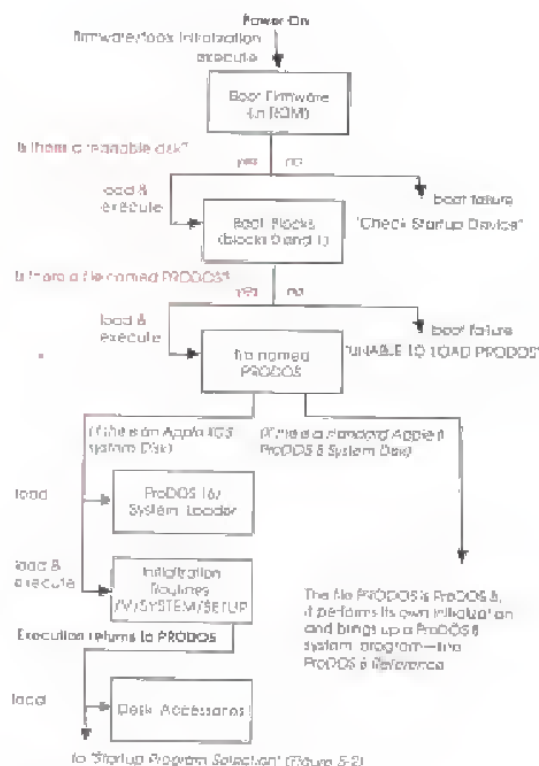 Power On
firmware/tools initialization
execute
Boot Firmware
(in ROM)
Is there a readable disk?
yes no
load &
execute
boot failure
"Check Startup Device"
Boot Blocks
(blocks 0 and 1)
Is there a file named PRODOS?
yes no
load &
execute
boot failure
"UNABLE TO LOAD PRODOS"
file named
PRODOS
(if the is an Apple IIGS
system Disk)
(if the is a standard Apple II
ProDOS 8 System Disk)
load
ProDOS 16/
System Loader
load &
execute
Initialization
Routines
/V/SYSTEM/SETUP
The file PRODOS is ProDOS 8.
it performs its own initialization
and brings up a ProDOS 8
system program—
ProDOS 8 Reference
Execution returns to PRODOS
load
Desk Accessories
to "Startup Program Selection" (Figure 5-2)